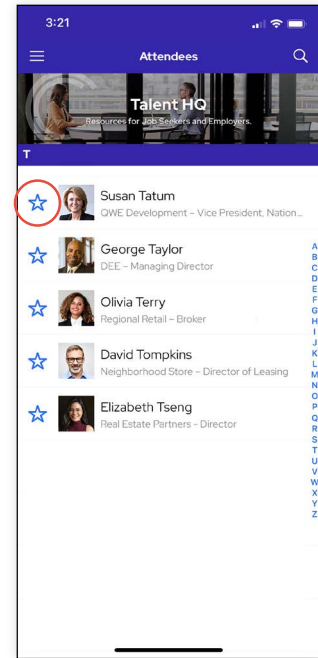 3:21
Attendees
Talent HQ
Resources for Job Seekers and Employers.
T
Susan Tatum
QWE Development – Vice President, Nation...
George Taylor
DEE – Managing Director
Olivia Terry
Regional Retail – Broker
David Tompkins
Neighborhood Store – Director of Leasing
Elizabeth Tseng
Real Estate Partners - Director
A
B
C
D
E
F
G
H
I
J
K
L
M
N
O
P
Q
R
S
T
U
V
W
X
Y
Z